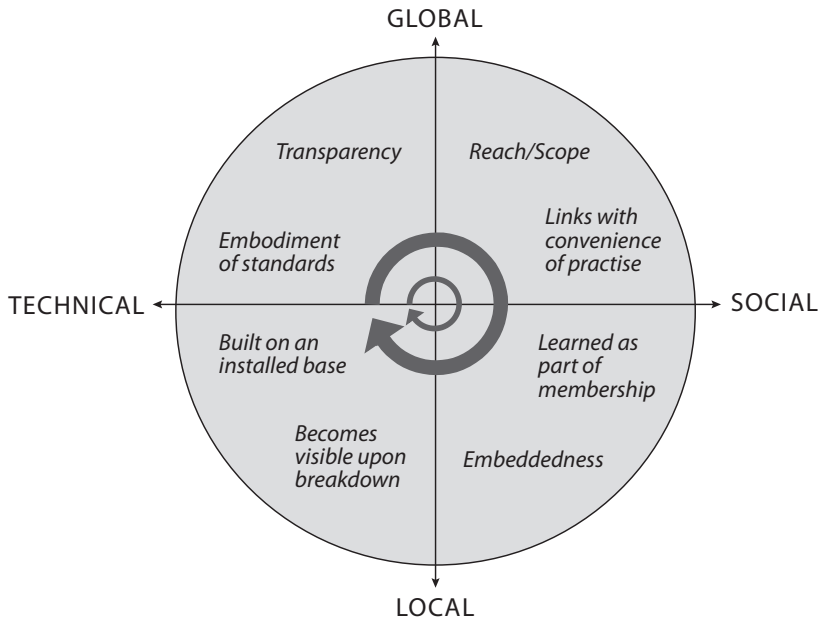 GLOBAL
Transparency
Reach/Scope
Embodiment
of standards
Links with
convenience
of practise
TECHNICAL
SOCIAL
Built on an
installed base
Learned as
part of
membership
Becomes
visible upon
breakdown
Embeddedness
LOCAL